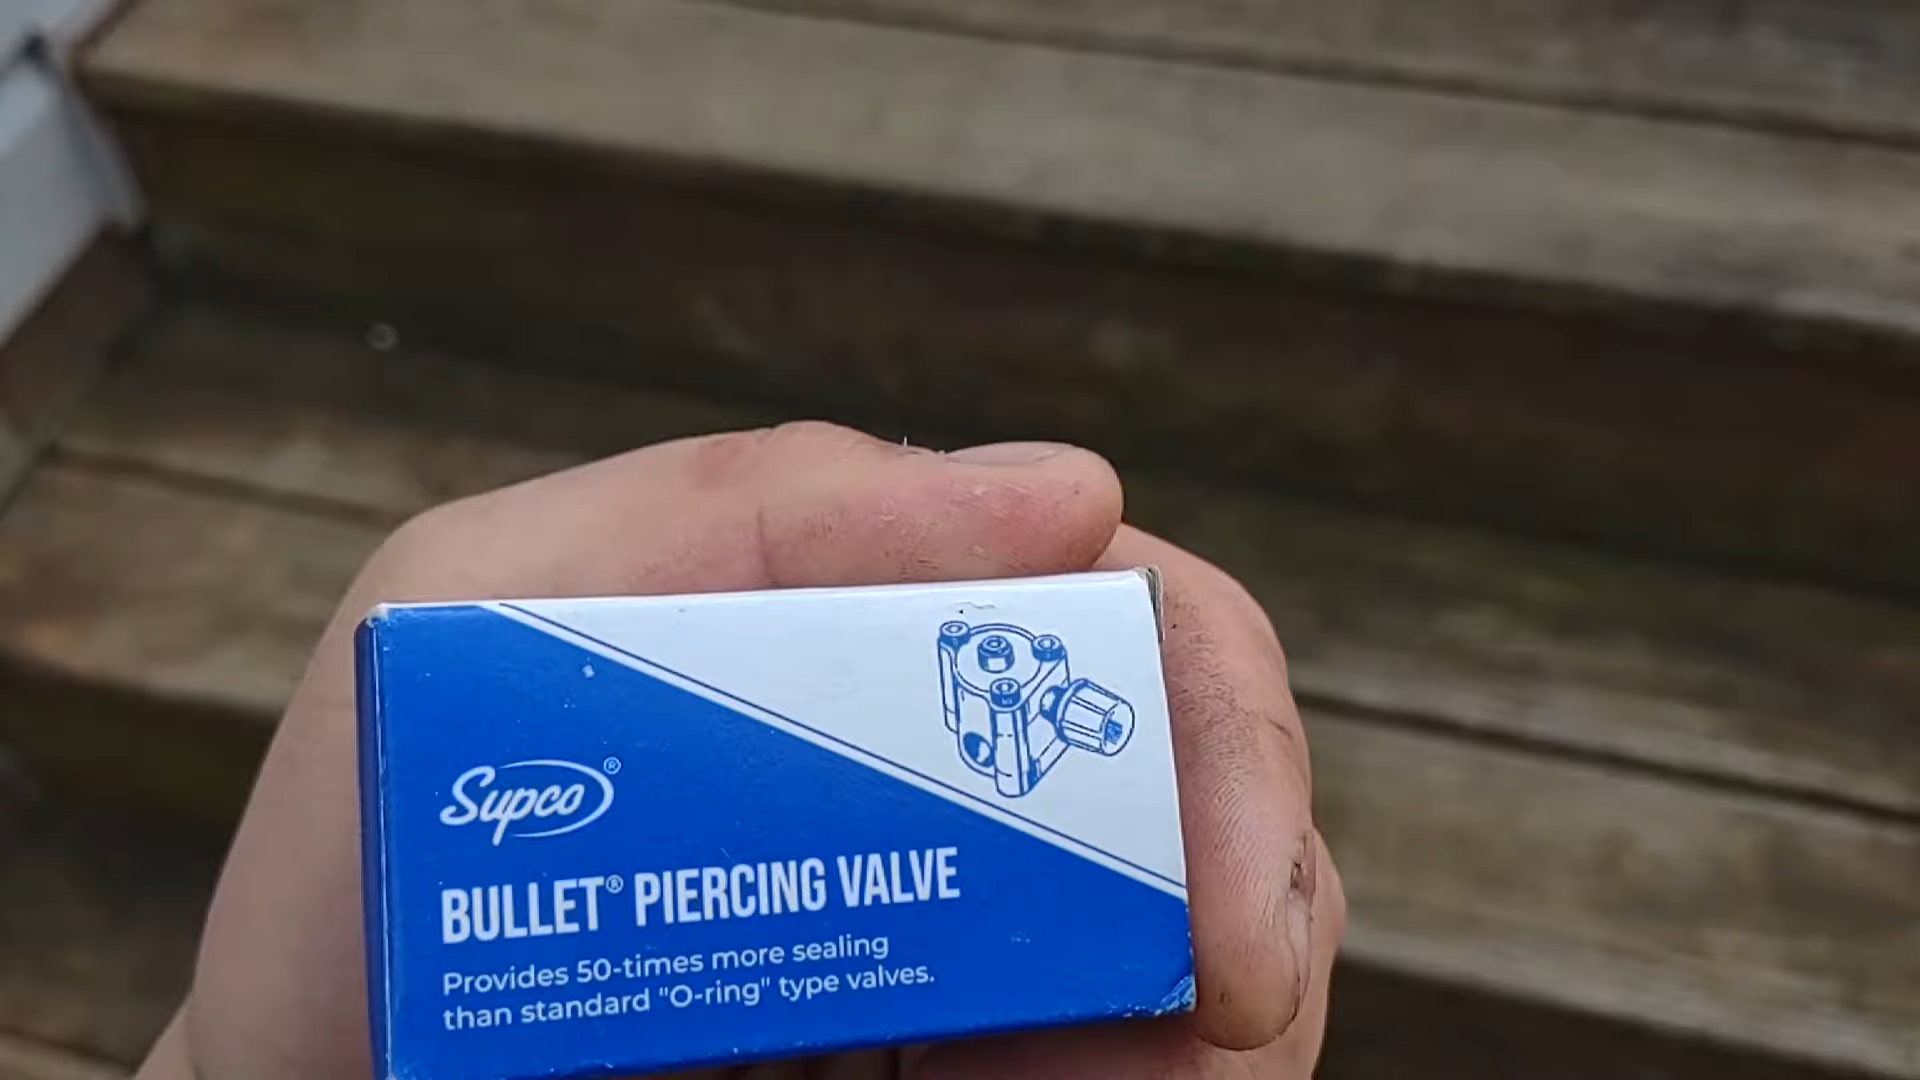 Supco®
BULLET® PIERCING VALVE
Provides 50-times more sealing
than standard "O-ring" type valves.